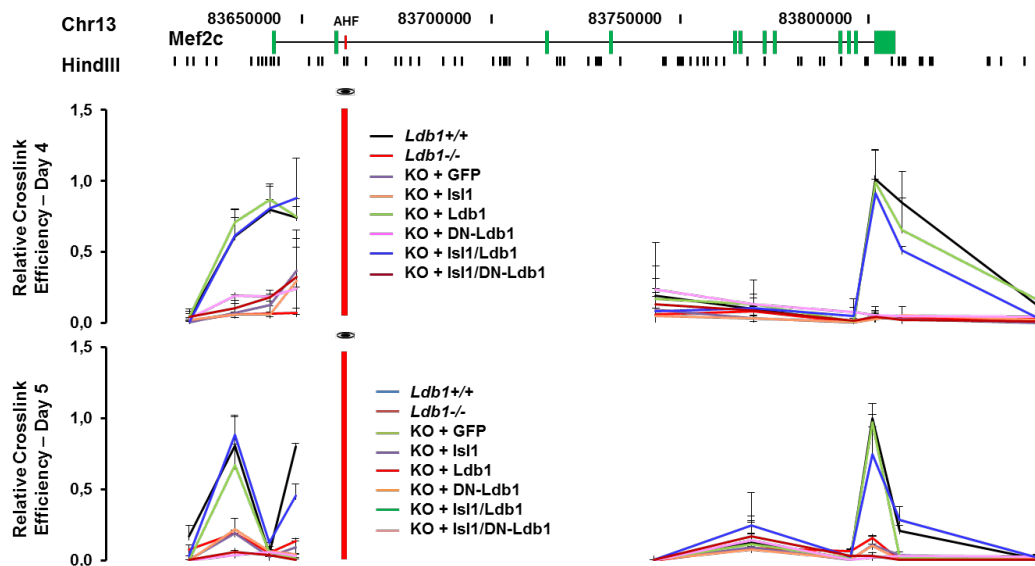 Chr13 83650000 AHF 83700000 83750000 83800000
Mef2c
HindIII
Relative Crosslink
Efficiency – Day 4
1,5
1,0
0,5
0,0
Ldb1+/+
Ldb1-/-
KO + GFP
KO + Isl1
KO + Ldb1
KO + DN-Ldb1
KO + Isl1/Ldb1
KO + Isl1/DN-Ldb1
Relative Crosslink
Efficiency – Day 5
1,5
1,0
0,5
0,0
Ldb1+/+
Ldb1-/-
KO + GFP
KO + Isl1
KO + Ldb1
KO + DN-Ldb1
KO + Isl1/Ldb1
KO + Isl1/DN-Ldb1